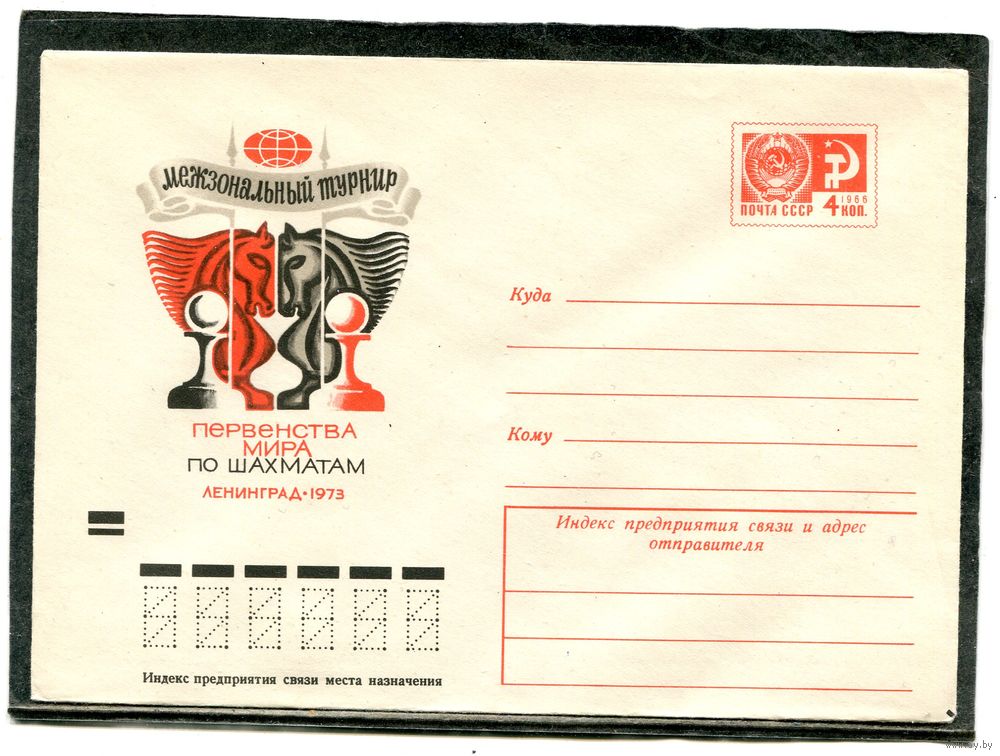 межзональный турнир
ПЕРВЕНСТВА
МИРА
ПО ШАХМАТАМ
ЛЕНИНГРАД·1973
1966
ПОЧТА СССР 4 КОП.
Куда
Кому
Индекс предприятия связи и адрес
отправителя
Индекс предприятия связи места назначения